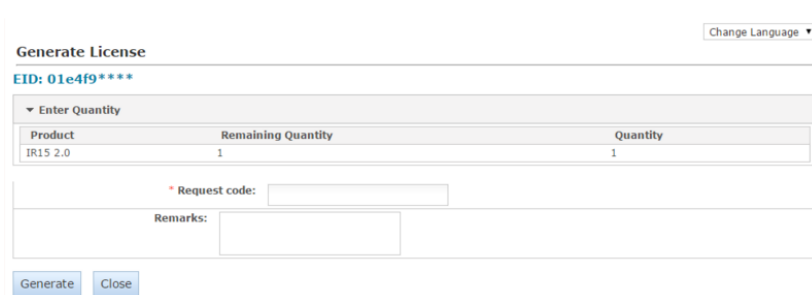 Change Language ▼
Generate License
EID: 01e4f9****
▾ Enter Quantity
Product Remaining Quantity Quantity
IR15 2.0 1 1
* Request code:
Remarks:
Generate Close